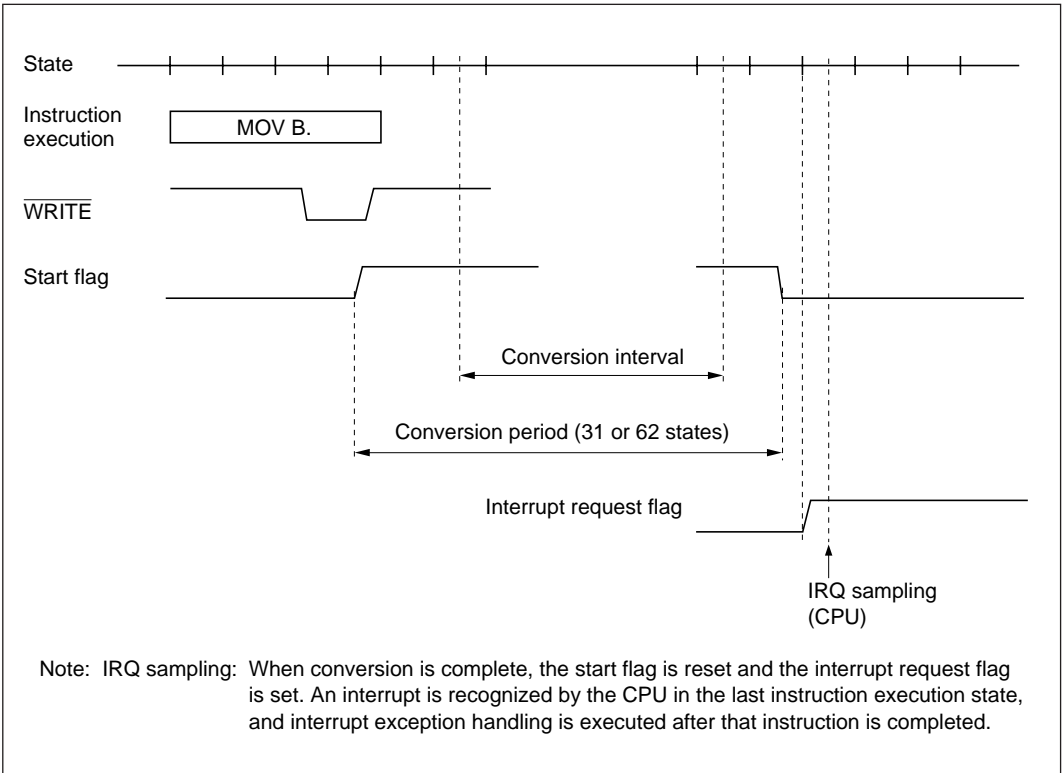 State
Instruction
execution
MOV B.
WRITE
Start flag
Conversion interval
Conversion period (31 or 62 states)
Interrupt request flag
IRQ sampling
(CPU)
Note: IRQ sampling: When conversion is complete, the start flag is reset and the interrupt request flag
is set. An interrupt is recognized by the CPU in the last instruction execution state,
and interrupt exception handling is executed after that instruction is completed.